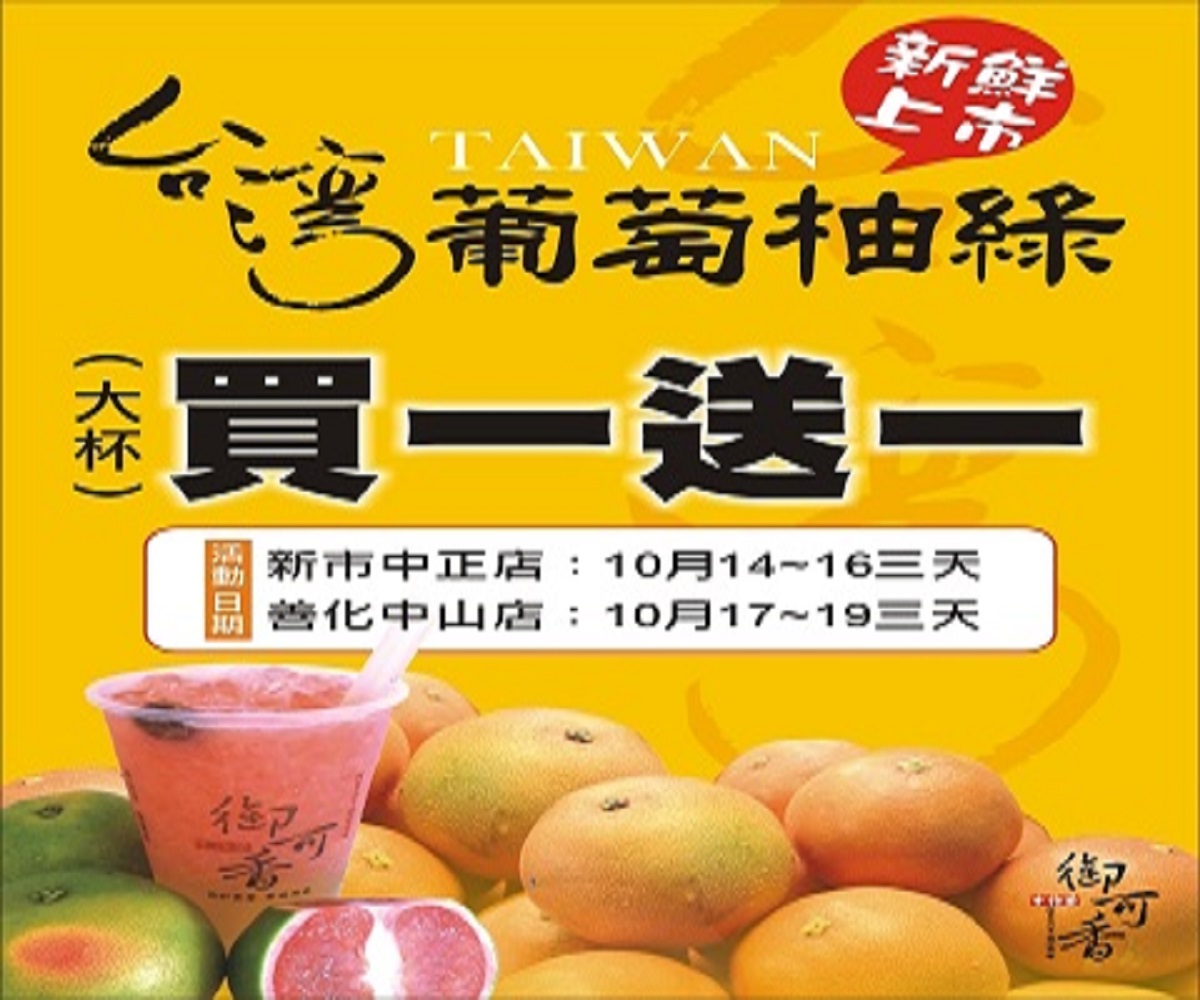 新鮮
上市
台灣
TAIWAN
葡萄柚綠
(大杯)
買一送一
活動日期
新市中正店：10月14~16三天
善化中山店：10月17~19三天
御可香
御可香